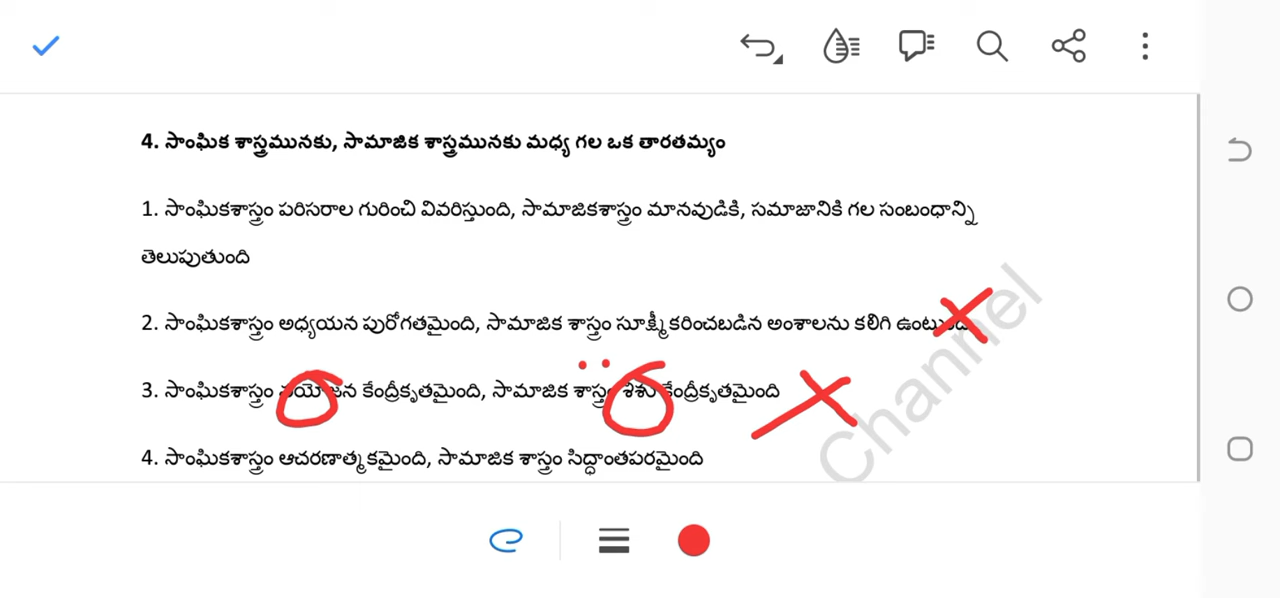 4. సాంఘిక శాస్త్రమునకు, సామాజిక శాస్త్రమునకు మధ్య గల ఒక తారతమ్యం
1. సాంఘికశాస్త్రం పరిసరాల గురించి వివరిస్తుంది, సామాజికశాస్త్రం మానవుడికి, సమాజానికి గల సంబంధాన్ని
తెలుపుతుంది
2. సాంఘికశాస్త్రం అధ్యయన పురోగతమైంది, సామాజిక శాస్త్రం సూక్ష్మీకరించబడిన అంశాలను కలిగి ఉంటుంది
3. సాంఘికశాస్త్రం వయోజన కేంద్రీకృతమైంది, సామాజిక శాస్త్రం శిశు కేంద్రీకృతమైంది
4. సాంఘికశాస్త్రం ఆచరణాత్మకమైంది, సామాజిక శాస్త్రం సిద్ధాంతపరమైంది
Channel